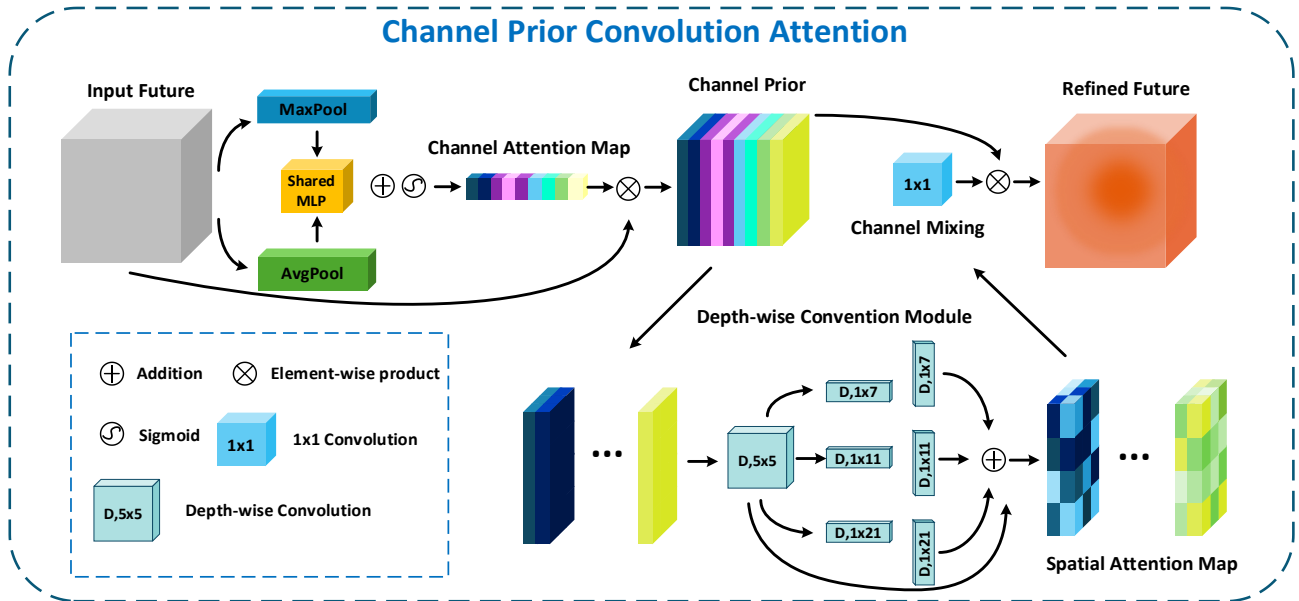 Channel Prior Convolution Attention
Input Future
MaxPool
Shared
MLP
AvgPool
Channel Attention Map
Channel Prior
1x1
Channel Mixing
Refined Future
Addition
Element-wise product
Sigmoid
1x1
1x1 Convolution
D,5x5
Depth-wise Convolution
Depth-wise Convention Module
...
D,5x5
D,1x7
D,1x7
D,1x11
D,1x11
D,1x21
D,1x21
...
Spatial Attention Map